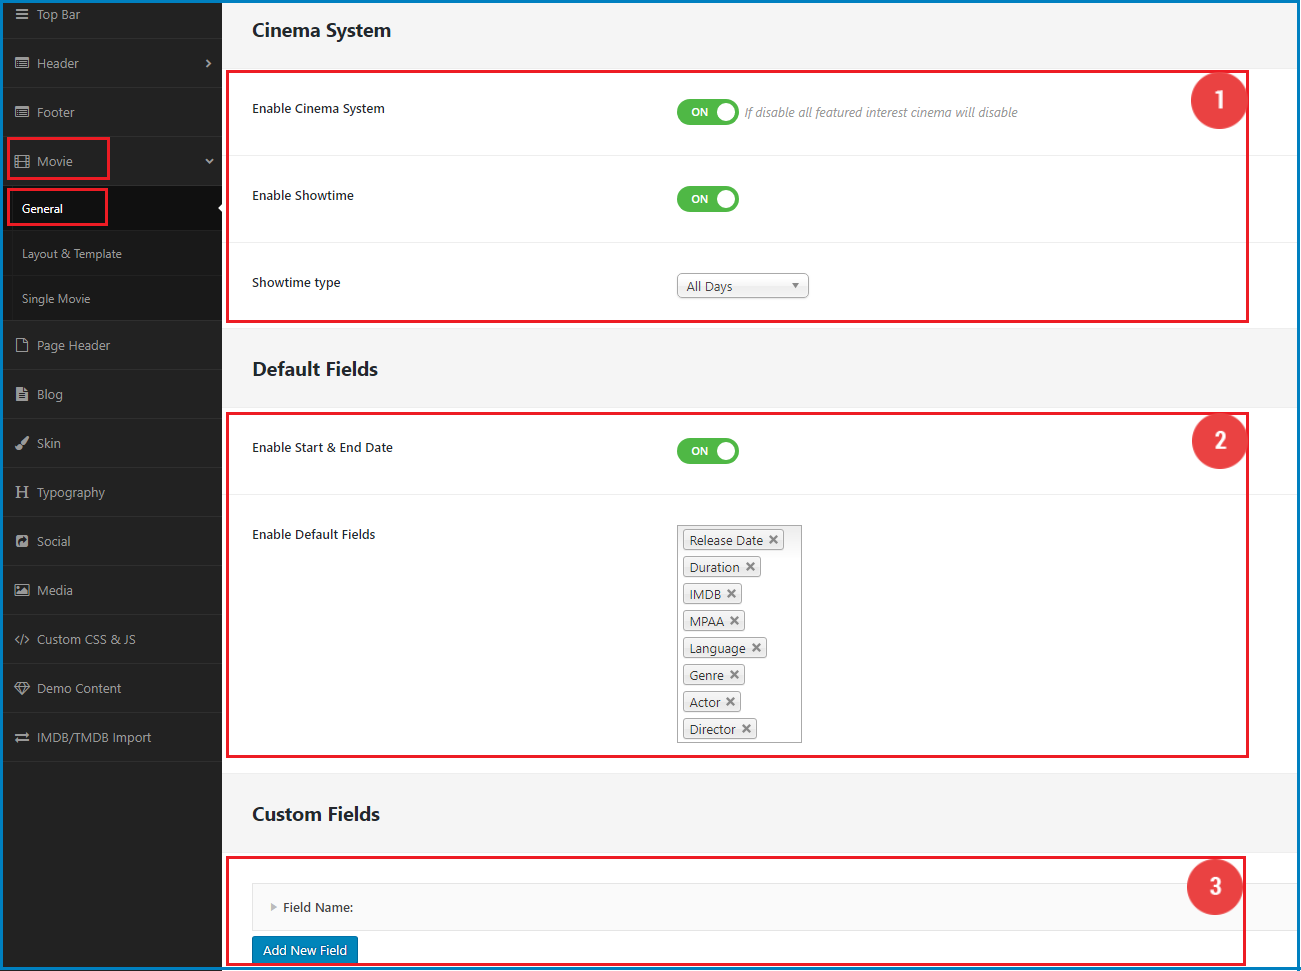 Top Bar
Header
Footer
Movie
General
Layout & Template
Single Movie
Page Header
Blog
Skin
Typography
Social
Media
Custom CSS & JS
Demo Content
IMDB/TMDB Import
Cinema System
1
Enable Cinema System
ON If disable all featured interest cinema will disable
Enable Showtime
ON
Showtime type
All Days
Default Fields
2
Enable Start & End Date
ON
Enable Default Fields
Release Date
Duration
IMDB
MPAA
Language
Genre
Actor
Director
Custom Fields
3
Field Name:
Add New Field